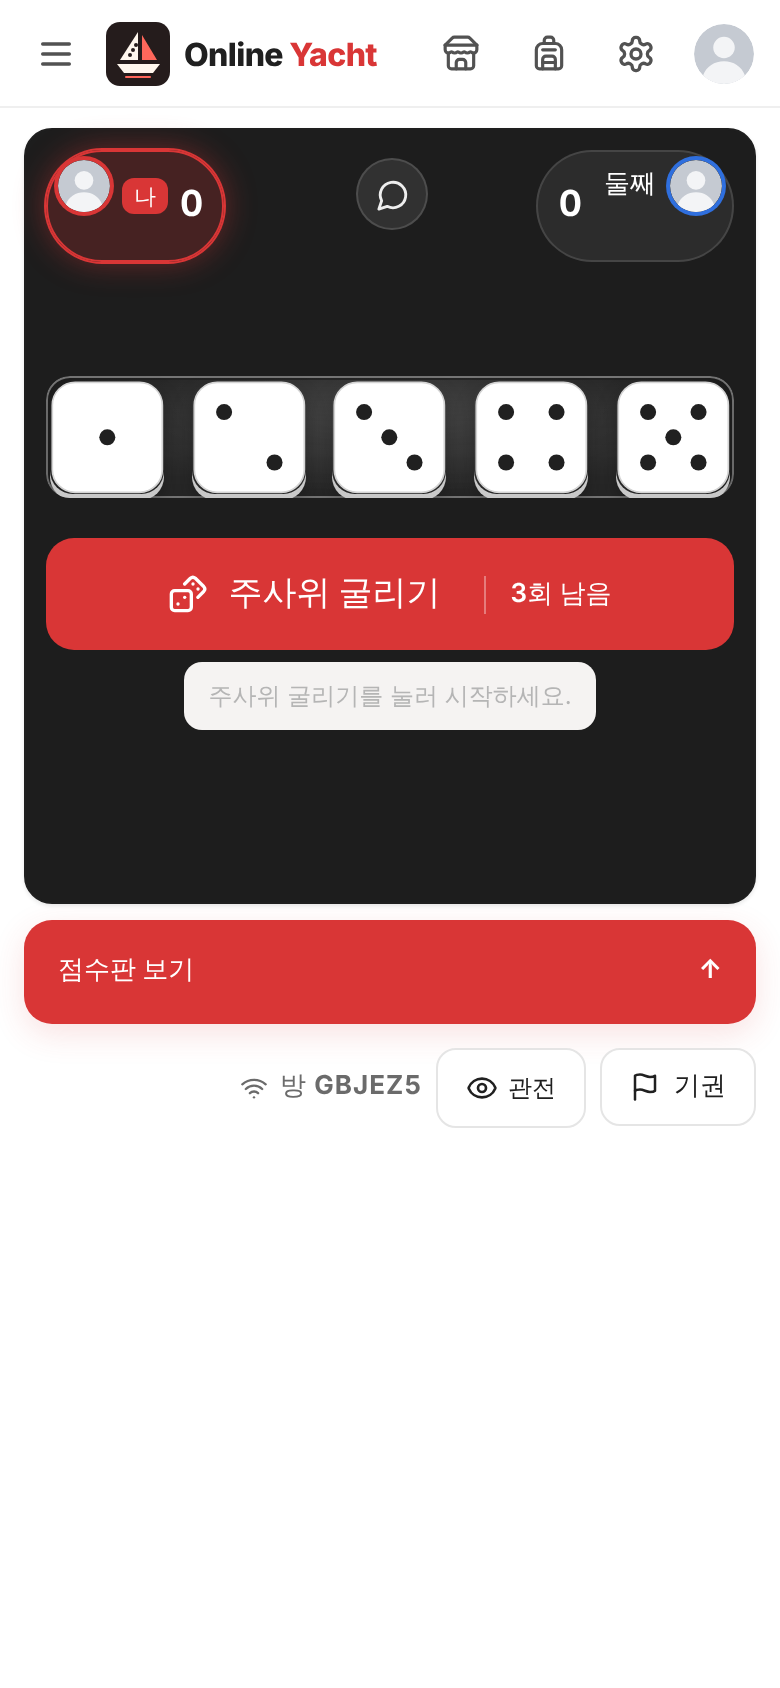 Online Yacht
나 0
0 둘째
주사위 굴리기 3회 남음
주사위 굴리기를 눌러 시작하세요.
점수판 보기
방 GBJEZ5 관전 기권